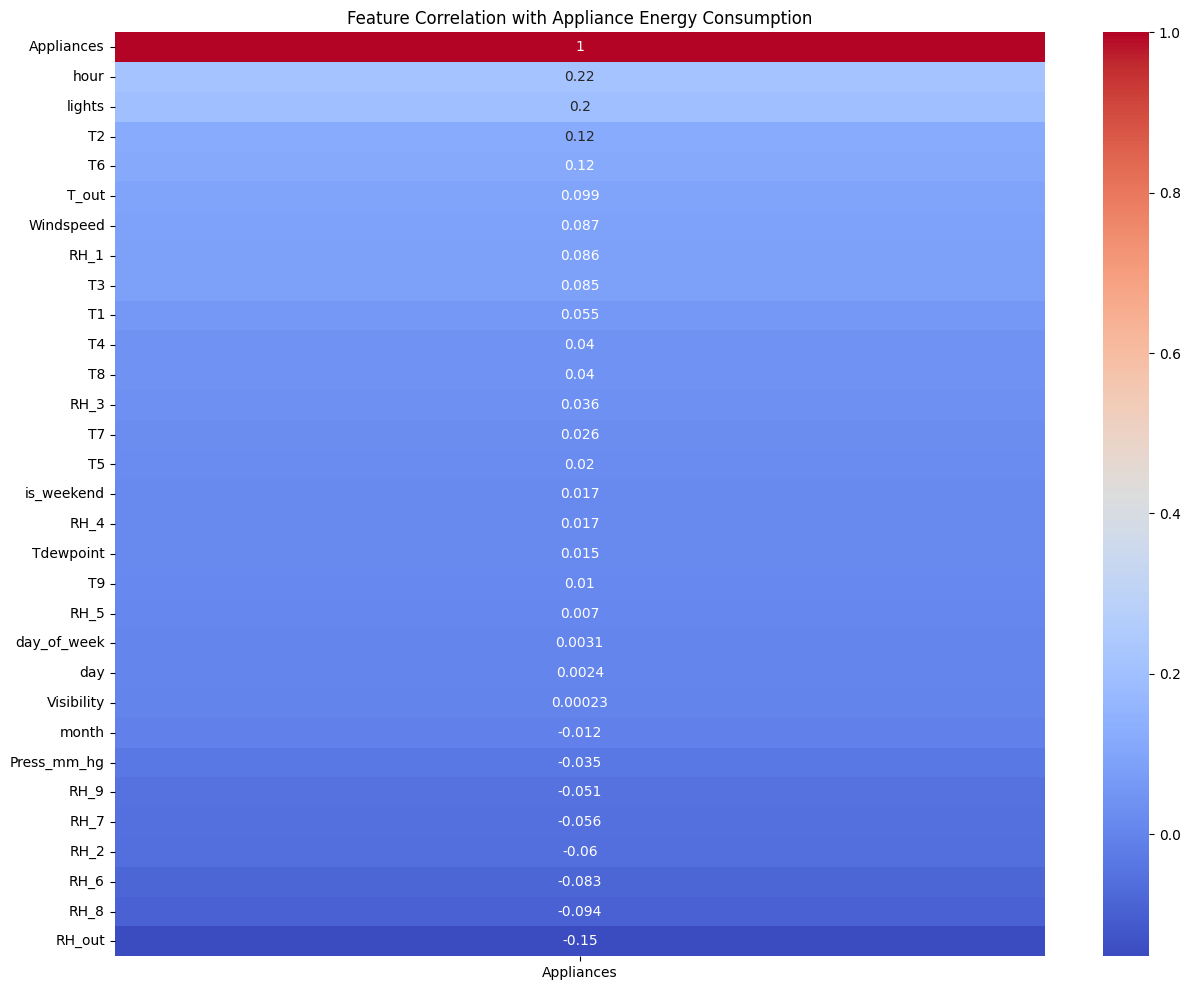 Feature Correlation with Appliance Energy Consumption
Appliances 1
hour 0.22
lights 0.2
T2 0.12
T6 0.12
T_out 0.099
Windspeed 0.087
RH_1 0.086
T3 0.085
T1 0.055
T4 0.04
T8 0.04
RH_3 0.036
T7 0.026
T5 0.02
is_weekend 0.017
RH_4 0.017
Tdewpoint 0.015
T9 0.01
RH_5 0.007
day_of_week 0.0031
day 0.0024
Visibility 0.00023
month -0.012
Press_mm_hg -0.035
RH_9 -0.051
RH_7 -0.056
RH_2 -0.06
RH_6 -0.083
RH_8 -0.094
RH_out -0.15
Appliances
1.0
0.8
0.6
0.4
0.2
0.0